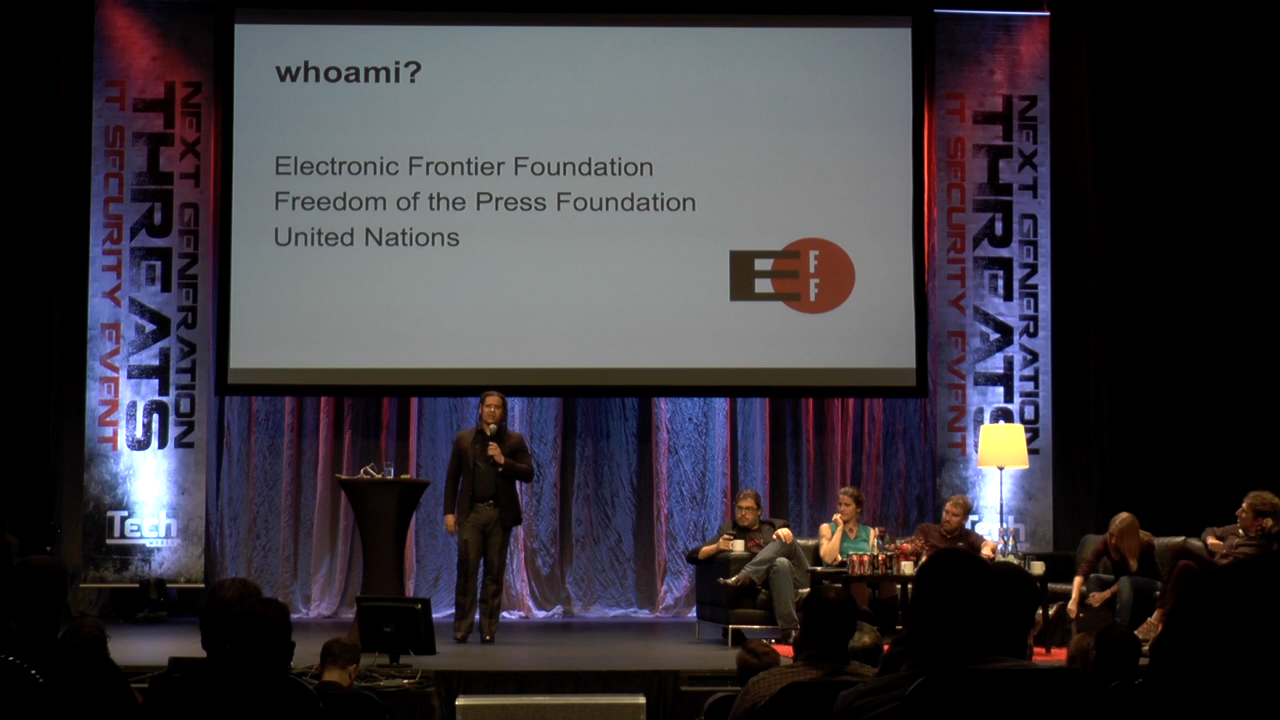 whoami?
Electronic Frontier Foundation
Freedom of the Press Foundation
United Nations
E F F
NEXT GENERATION
THREATS
IT SECURITY EVENT
Tech
NEXT GENERATION
THREATS
IT SECURITY EVENT
Tech